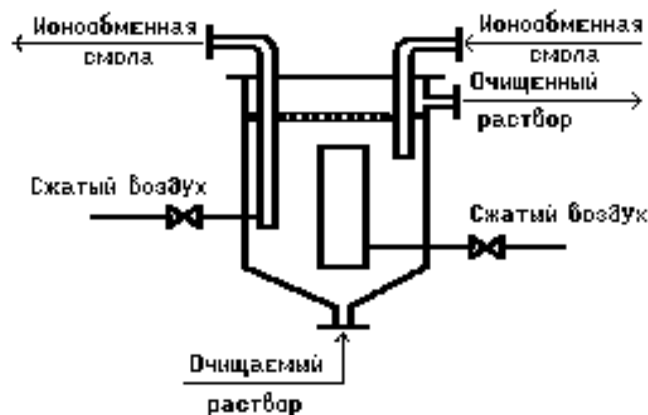 Ионообменная
смола
Ионообменная
смола
Очищенный
раствор
Сжатый воздух
Сжатый воздух
Очищаемый
раствор